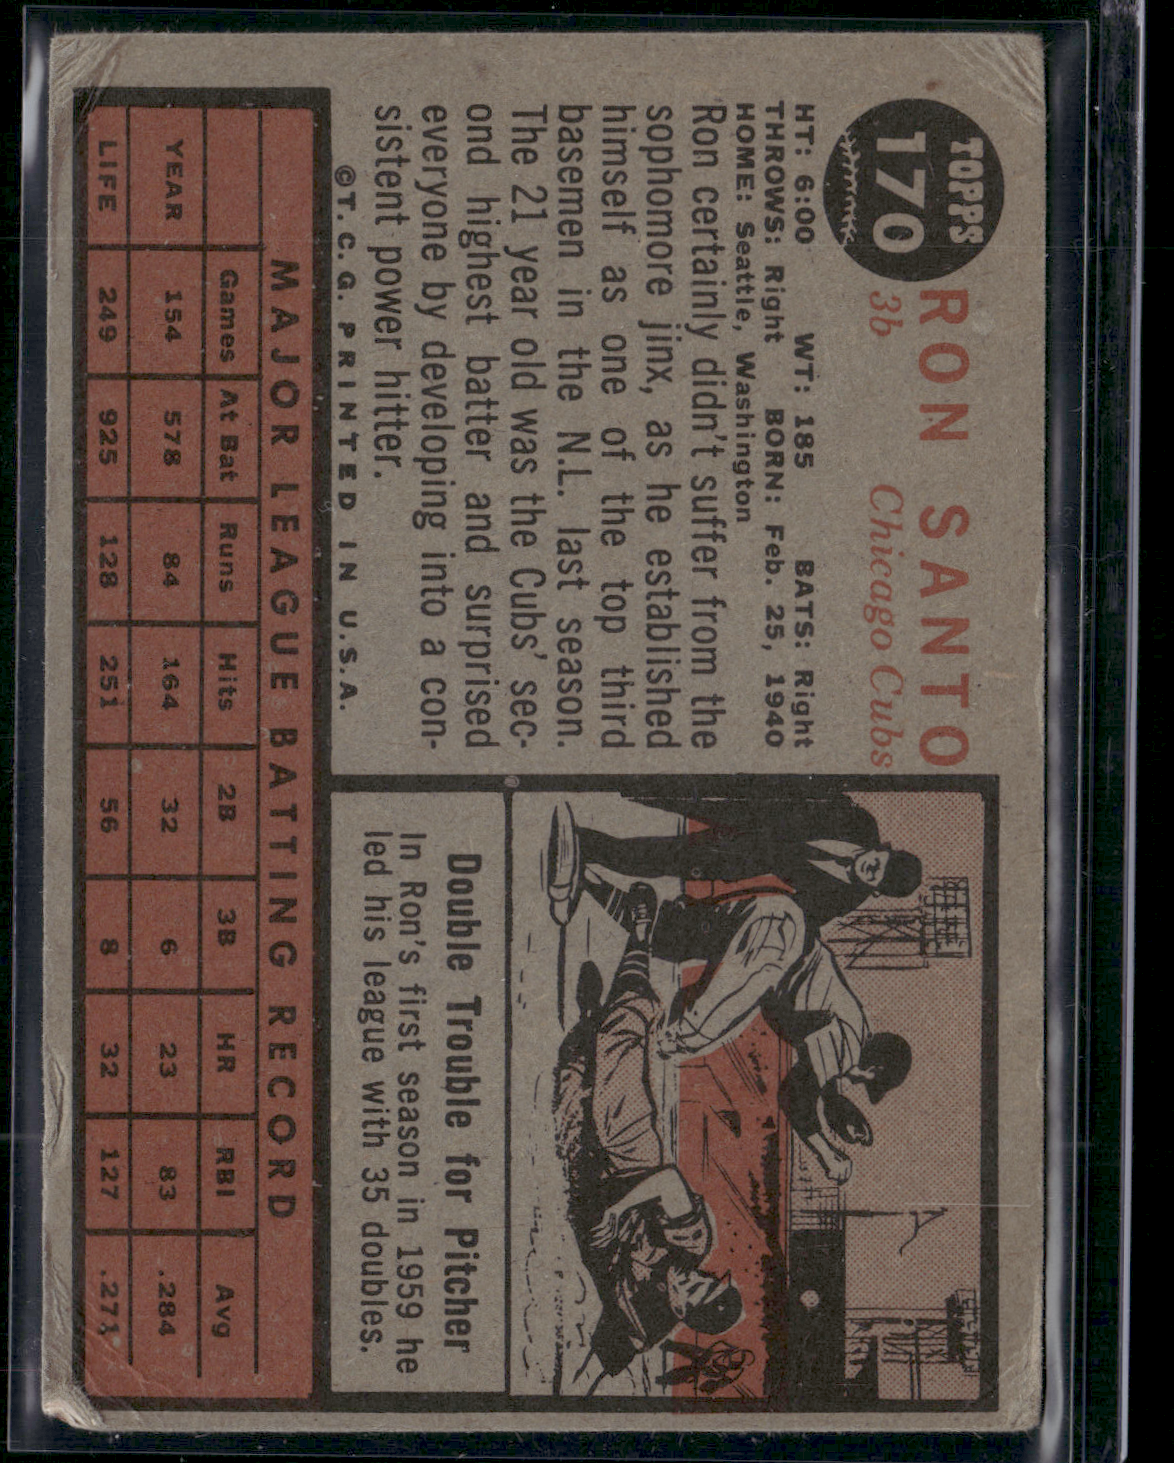 TOPPS
170
RON SANTO
3b Chicago Cubs
HT: 6:00 WT: 185 BATS: Right
THROWS: Right BORN: Feb. 25, 1940
HOME: Seattle, Washington
Ron certainly didn't suffer from the
sophomore jinx, as he established
himself as one of the top third
basemen in the N.L. last season.
The 21 year old was the Cubs' sec-
ond highest batter and surprised
everyone by developing into a con-
sistent power hitter.
©T.C.G. PRINTED IN U.S.A.
Double Trouble for Pitcher
In Ron's first season in 1959 he
led his league with 35 doubles.
MAJOR LEAGUE BATTING RECORD
Games At Bat Runs Hits 2B 3B HR RBI Avg
YEAR 154 578 84 164 32 6 23 83 .284
LIFE 249 925 128 251 56 8 32 127 .271